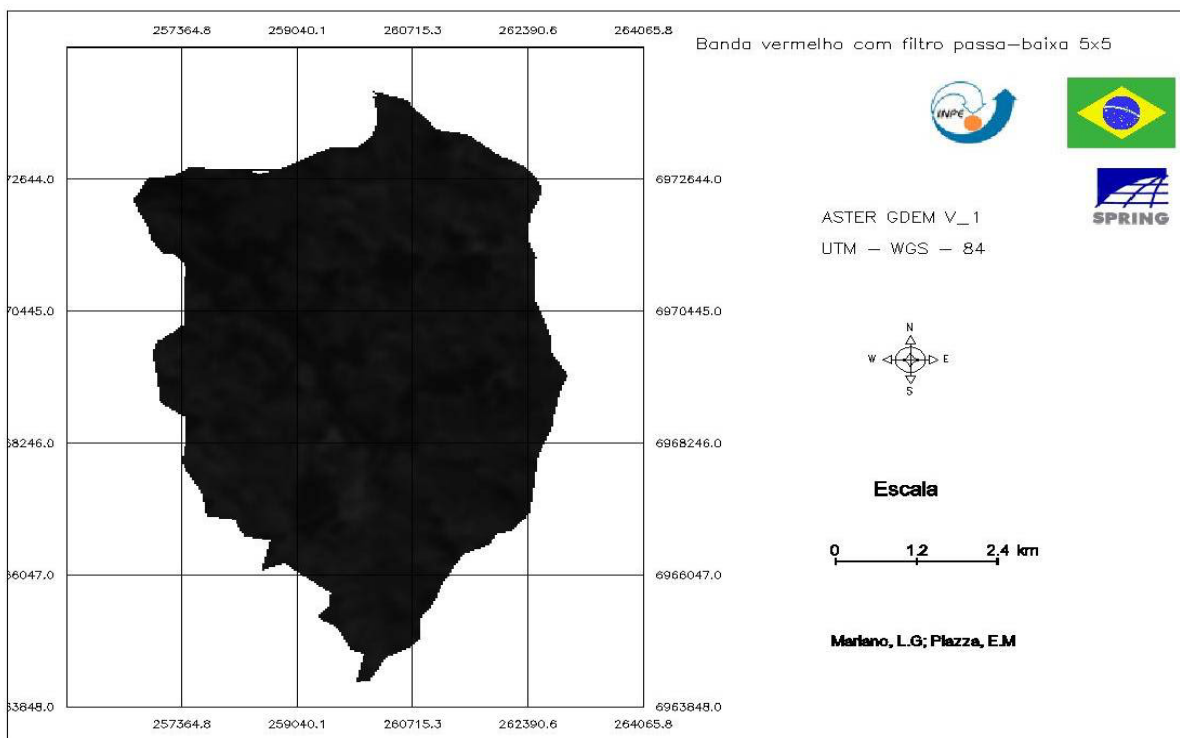 257364.8 259040.1 260715.3 262390.6 264065.8
Banda vermelho com filtro passa-baixa 5x5
INPE
72644.0 6972644.0
SPRING
ASTER GDEM V_1
UTM - WGS - 84
70445.0 6970445.0
N
W E
S
68246.0 6968246.0
Escala
0 1.2 2.4 km
66047.0 6966047.0
Mariano, L.G; Piazza, E.M
63848.0 6963848.0
257364.8 259040.1 260715.3 262390.6 264065.8